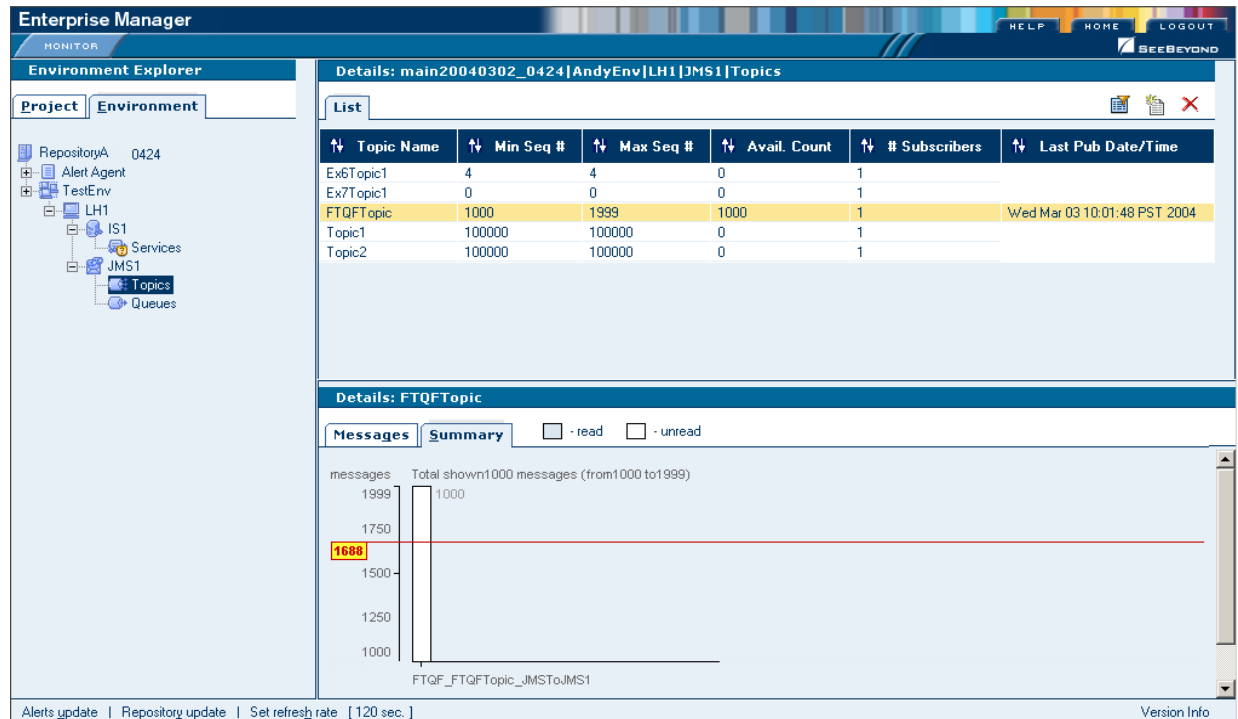 Enterprise Manager
HELP HOME LOGOUT
MONITOR
SEEBEYOND
Environment Explorer
Project Environment
RepositoryA 0424
Alert Agent
TestEnv
LH1
IS1
Services
JMS1
Topics
Queues
Details: main20040302_0424|AndyEnv|LH1|JMS1|Topics
List
Topic Name Min Seq # Max Seq # Avail. Count # Subscribers Last Pub Date/Time
Ex6Topic1 4 4 0 1
Ex7Topic1 0 0 0 1
FTQFTopic 1000 1999 1000 1 Wed Mar 03 10:01:48 PST 2004
Topic1 100000 100000 0 1
Topic2 100000 100000 0 1
Details: FTQFTopic
Messages Summary - read - unread
messages Total shown1000 messages (from1000 to1999)
1999 1000
1750
1688
1500
1250
1000
FTQF_FTQFTopic_JMSToJMS1
Alerts update | Repository update | Set refresh rate [ 120 sec. ] Version Info